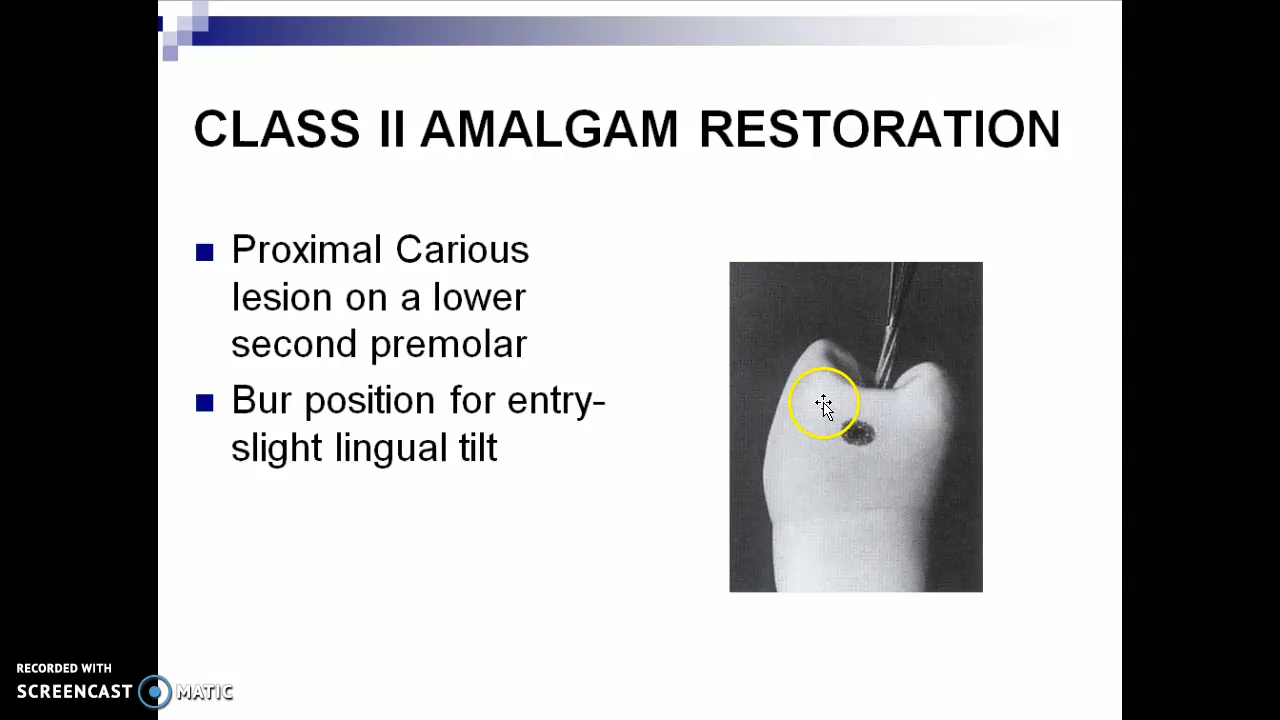 CLASS II AMALGAM RESTORATION
Proximal Carious
lesion on a lower
second premolar
Bur position for entry-
slight lingual tilt
RECORDED WITH
SCREENCAST MATIC